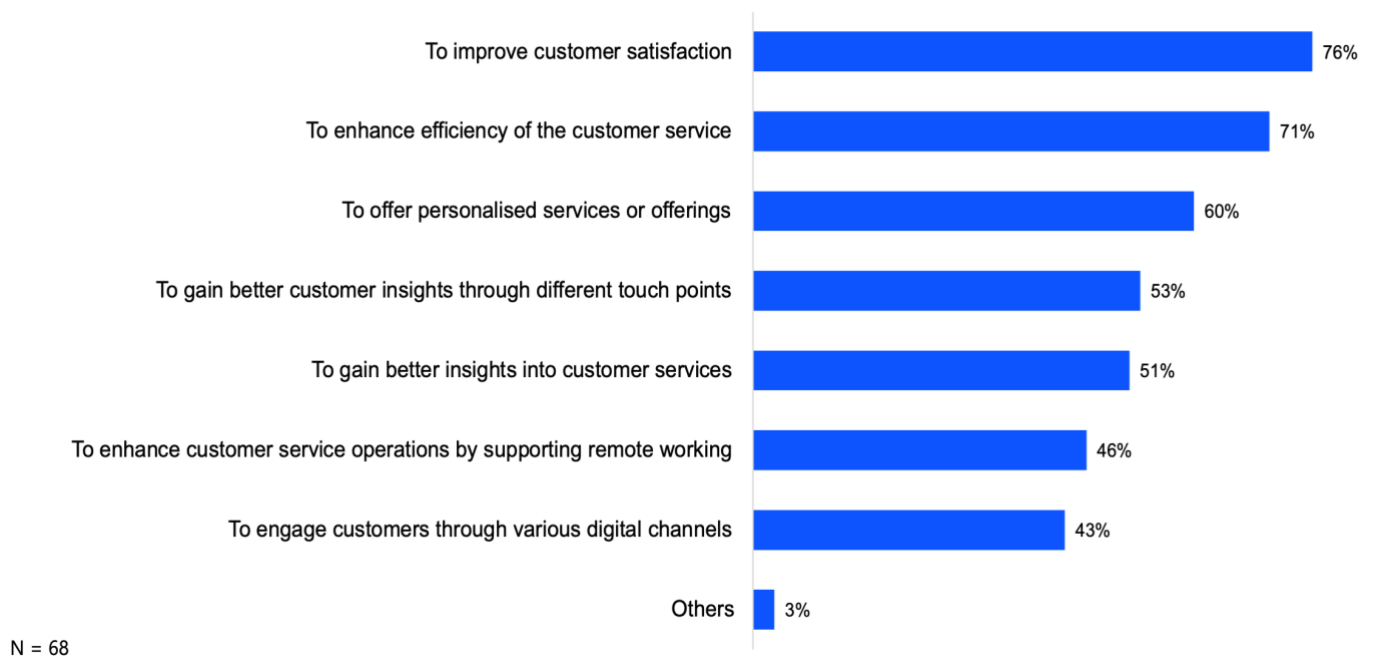 To improve customer satisfaction 76%
To enhance efficiency of the customer service 71%
To offer personalised services or offerings 60%
To gain better customer insights through different touch points 53%
To gain better insights into customer services 51%
To enhance customer service operations by supporting remote working 46%
To engage customers through various digital channels 43%
Others 3%
N = 68